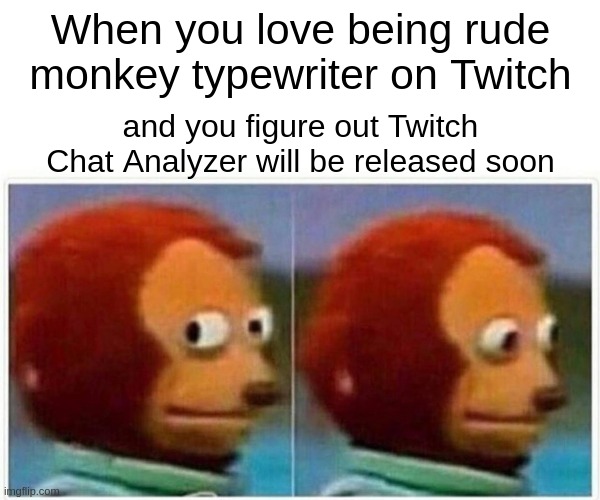 When you love being rude
monkey typewriter on Twitch
and you figure out Twitch
Chat Analyzer will be released soon
imgflip.com